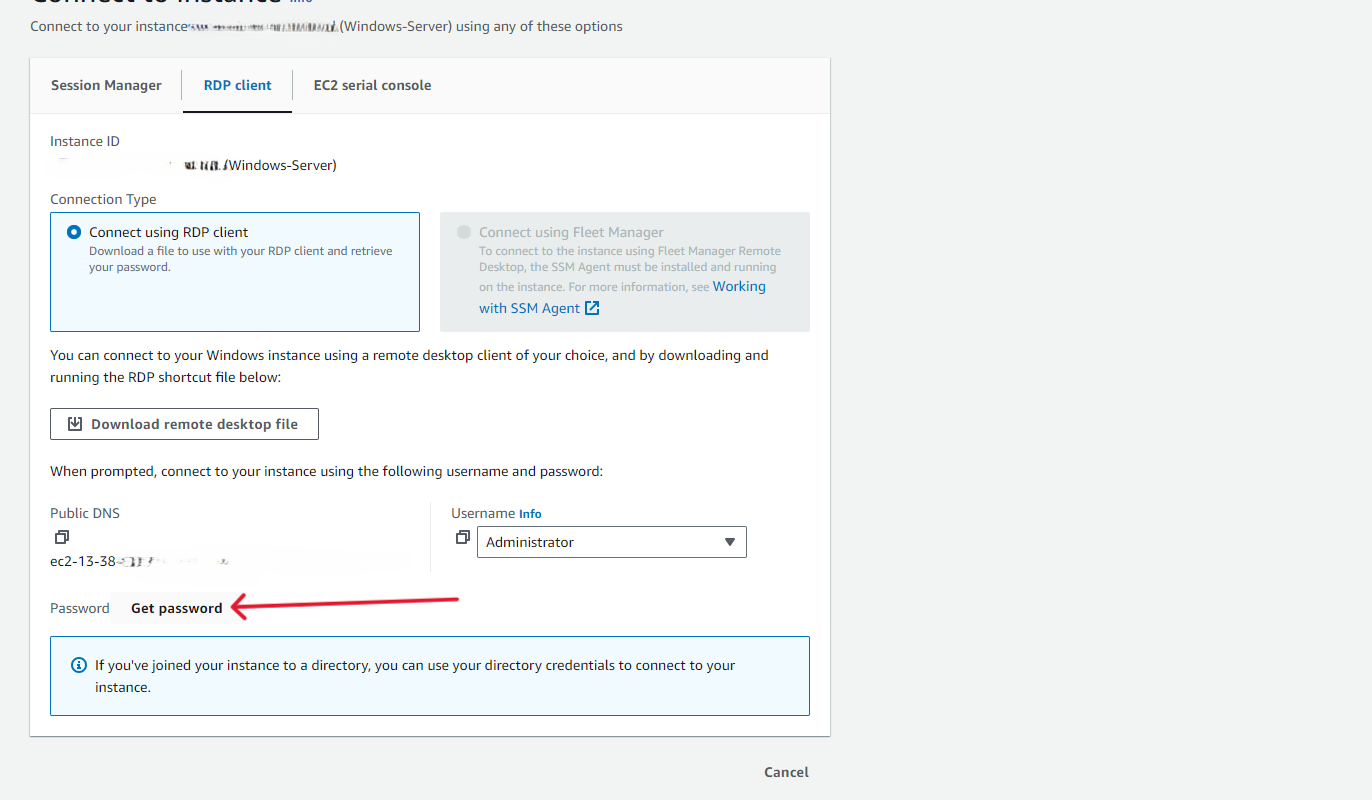 Connect to instance Info
Connect to your instance (Windows-Server) using any of these options
Session Manager
RDP client
EC2 serial console
Instance ID
(Windows-Server)
Connection Type
Connect using RDP client
Download a file to use with your RDP client and retrieve
your password.
Connect using Fleet Manager
To connect to the instance using Fleet Manager Remote
Desktop, the SSM Agent must be installed and running
on the instance. For more information, see Working
with SSM Agent
You can connect to your Windows instance using a remote desktop client of your choice, and by downloading and
running the RDP shortcut file below:
Download remote desktop file
When prompted, connect to your instance using the following username and password:
Public DNS
ec2-13-38
Username Info
Administrator
Password Get password
If you've joined your instance to a directory, you can use your directory credentials to connect to your
instance.
Cancel